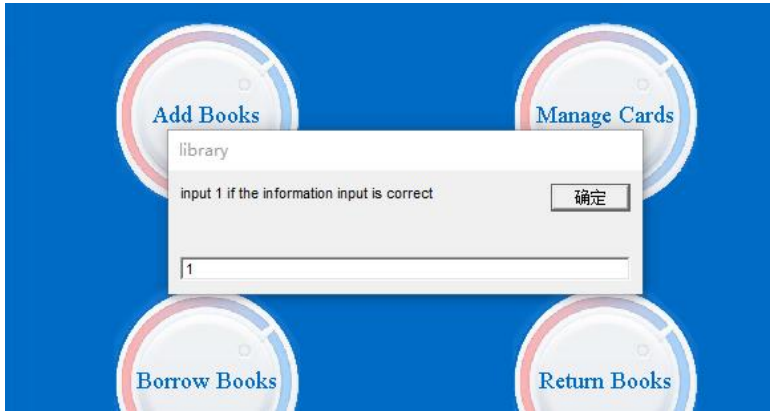 Add Books
Manage Cards
library
input 1 if the information input is correct
确定
1
Borrow Books
Return Books